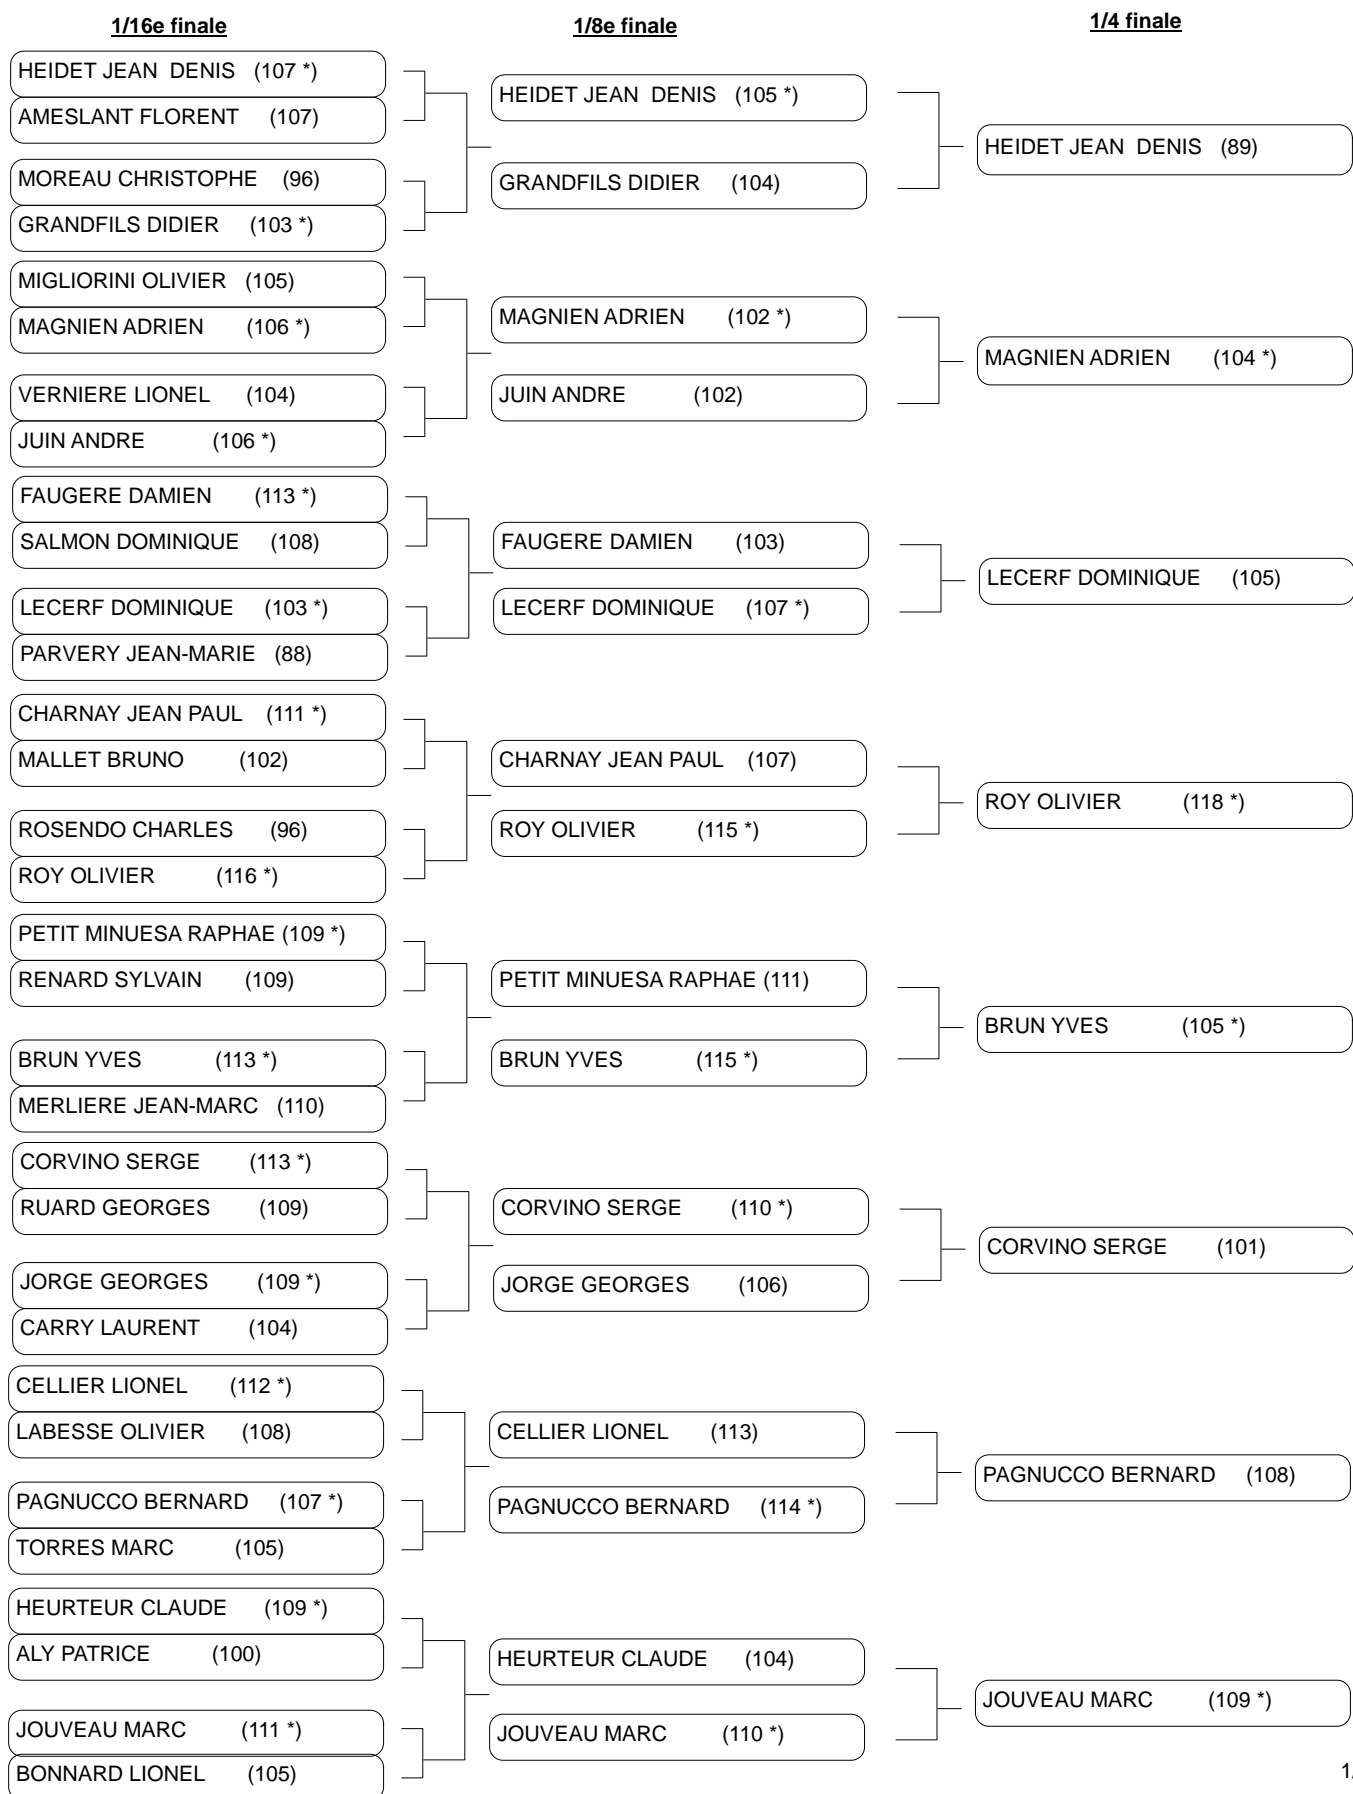 1/16e finale
1/8e finale
1/4 finale
HEIDET JEAN  DENIS (107 *)
AMESLANT FLORENT (107)
MOREAU CHRISTOPHE (96)
GRANDFILS DIDIER (103 *)
MIGLIORINI OLIVIER (105)
MAGNIEN ADRIEN (106 *)
VERNIERE LIONEL (104)
JUIN ANDRE (106 *)
FAUGERE DAMIEN (113 *)
SALMON DOMINIQUE (108)
LECERF DOMINIQUE (103 *)
PARVERY JEAN-MARIE (88)
CHARNAY JEAN PAUL (111 *)
MALLET BRUNO (102)
ROSENDO CHARLES (96)
ROY OLIVIER (116 *)
PETIT MINUESA RAPHAE (109 *)
RENARD SYLVAIN (109)
BRUN YVES (113 *)
MERLIERE JEAN-MARC (110)
CORVINO SERGE (113 *)
RUARD GEORGES (109)
JORGE GEORGES (109 *)
CARRY LAURENT (104)
CELLIER LIONEL (112 *)
LABESSE OLIVIER (108)
PAGNUCCO BERNARD (107 *)
TORRES MARC (105)
HEURTEUR CLAUDE (109 *)
ALY PATRICE (100)
JOUVEAU MARC (111 *)
BONNARD LIONEL (105)
HEIDET JEAN  DENIS (105 *)
GRANDFILS DIDIER (104)
MAGNIEN ADRIEN (102 *)
JUIN ANDRE (102)
FAUGERE DAMIEN (103)
LECERF DOMINIQUE (107 *)
CHARNAY JEAN PAUL (107)
ROY OLIVIER (115 *)
PETIT MINUESA RAPHAE (111)
BRUN YVES (115 *)
CORVINO SERGE (110 *)
JORGE GEORGES (106)
CELLIER LIONEL (113)
PAGNUCCO BERNARD (114 *)
HEURTEUR CLAUDE (104)
JOUVEAU MARC (110 *)
HEIDET JEAN  DENIS (89)
MAGNIEN ADRIEN (104 *)
LECERF DOMINIQUE (105)
ROY OLIVIER (118 *)
BRUN YVES (105 *)
CORVINO SERGE (101)
PAGNUCCO BERNARD (108)
JOUVEAU MARC (109 *)
1/